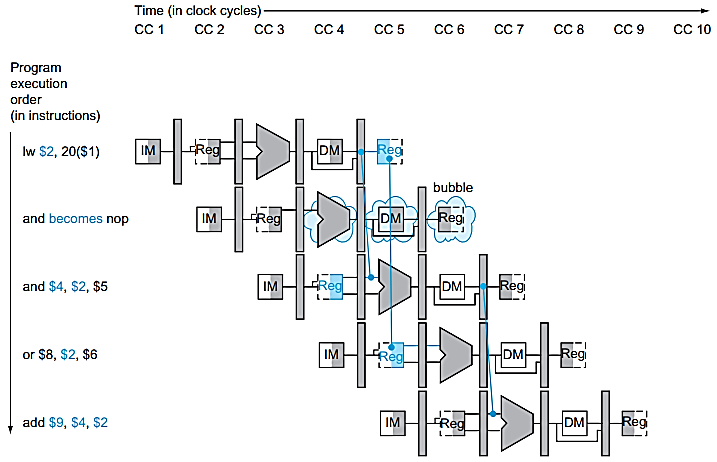 Time (in clock cycles)
CC 1 CC 2 CC 3 CC 4 CC 5 CC 6 CC 7 CC 8 CC 9 CC 10
Program
execution
order
(in instructions)
lw $2, 20($1) IM Reg DM Reg
bubble
and becomes nop IM Reg DM Reg
and $4, $2, $5 IM Reg DM Reg
or $8, $2, $6 IM Reg DM Reg
add $9, $4, $2 IM Reg DM Reg